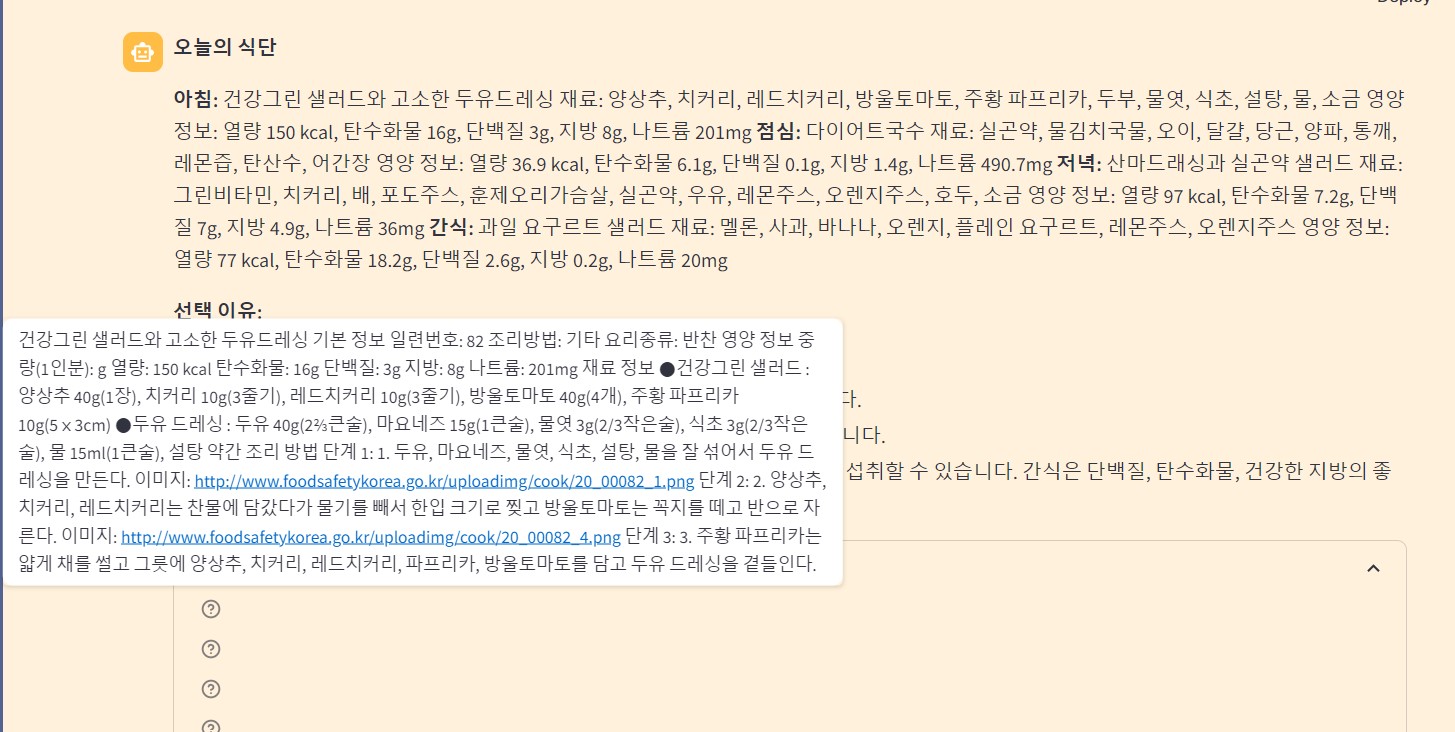 오늘의 식단
아침: 건강그린 샐러드와 고소한 두유드레싱 재료: 양상추, 치커리, 레드치커리, 방울토마토, 주황 파프리카, 두부, 물엿, 식초, 설탕, 물, 소금 영양
정보: 열량 150 kcal, 탄수화물 16g, 단백질 3g, 지방 8g, 나트륨 201mg 점심: 다이어트국수 재료: 실곤약, 물김치국물, 오이, 달걀, 당근, 양파, 통깨,
레몬즙, 탄산수, 어간장 영양 정보: 열량 36.9 kcal, 탄수화물 6.1g, 단백질 0.1g, 지방 1.4g, 나트륨 490.7mg 저녁: 산마드래싱과 실곤약 샐러드 재료:
그린비타민, 치커리, 배, 포도주스, 훈제오리가슴살, 실곤약, 우유, 레몬주스, 오렌지주스, 호두, 소금 영양 정보: 열량 97 kcal, 탄수화물 7.2g, 단백
질 7g, 지방 4.9g, 나트륨 36mg 간식: 과일 요구르트 샐러드 재료: 멜론, 사과, 바나나, 오렌지, 플레인 요구르트, 레몬주스, 오렌지주스 영양 정보:
열량 77 kcal, 탄수화물 18.2g, 단백질 2.6g, 지방 0.2g, 나트륨 20mg
선택 이유:
건강그린 샐러드와 고소한 두유드레싱 기본 정보 일련번호: 82 조리방법: 기타 요리종류: 반찬 영양 정보 중
량(1인분): g 열량: 150 kcal 탄수화물: 16g 단백질: 3g 지방: 8g 나트륨: 201mg 재료 정보 ●건강그린 샐러드 :
양상추 40g(1장), 치커리 10g(3줄기), 레드치커리 10g(3줄기), 방울토마토 40g(4개), 주황 파프리카
10g(5 x 3cm) ●두유 드레싱 : 두유 40g(2⅔큰술), 마요네즈 15g(1큰술), 물엿 3g(2/3작은술), 식초 3g(2/3작은
술), 물 15ml(1큰술), 설탕 약간 조리 방법 단계 1: 1. 두유, 마요네즈, 물엿, 식초, 설탕, 물을 잘 섞어서 두유 드
레싱을 만든다. 이미지: http://www.foodsafetykorea.go.kr/uploadimg/cook/20_00082_1.png 단계 2: 2. 양상추,
치커리, 레드치커리는 찬물에 담갔다가 물기를 빼서 한입 크기로 찢고 방울토마토는 꼭지를 떼고 반으로 자
른다. 이미지: http://www.foodsafetykorea.go.kr/uploadimg/cook/20_00082_4.png 단계 3: 3. 주황 파프리카는
얇게 채를 썰고 그릇에 양상추, 치커리, 레드치커리, 파프리카, 방울토마토를 담고 두유 드레싱을 곁들인다.
다.
니다.
섭취할 수 있습니다. 간식은 단백질, 탄수화물, 건강한 지방의 좋